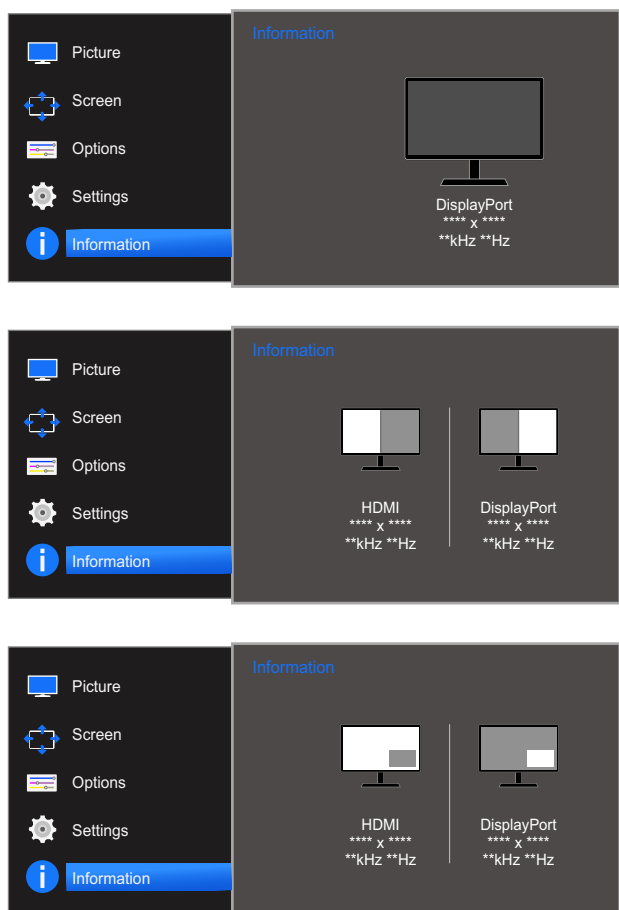 Information
Picture
Screen
Options
Settings
Information
DisplayPort
**** x ****
**kHz **Hz
Information
Picture
Screen
Options
Settings
Information
HDMI
**** x ****
**kHz **Hz
DisplayPort
**** x ****
**kHz **Hz
Information
Picture
Screen
Options
Settings
Information
HDMI
**** x ****
**kHz **Hz
DisplayPort
**** x ****
**kHz **Hz